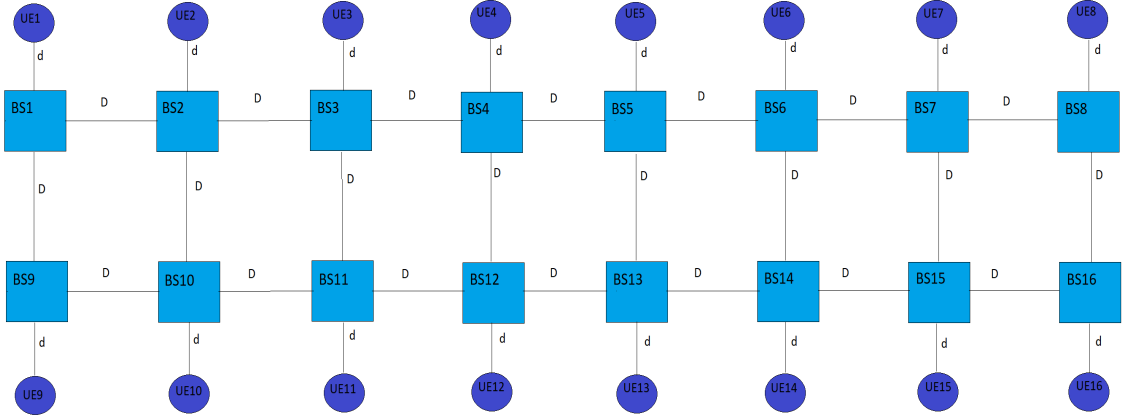 UE1 UE2 UE3 UE4 UE5 UE6 UE7 UE8
d d d d d d d d
BS1 D BS2 D BS3 D BS4 D BS5 D BS6 D BS7 D BS8
D D D D D D D D
BS9 D BS10 D BS11 D BS12 D BS13 D BS14 D BS15 D BS16
d d d d d d d d
UE9 UE10 UE11 UE12 UE13 UE14 UE15 UE16